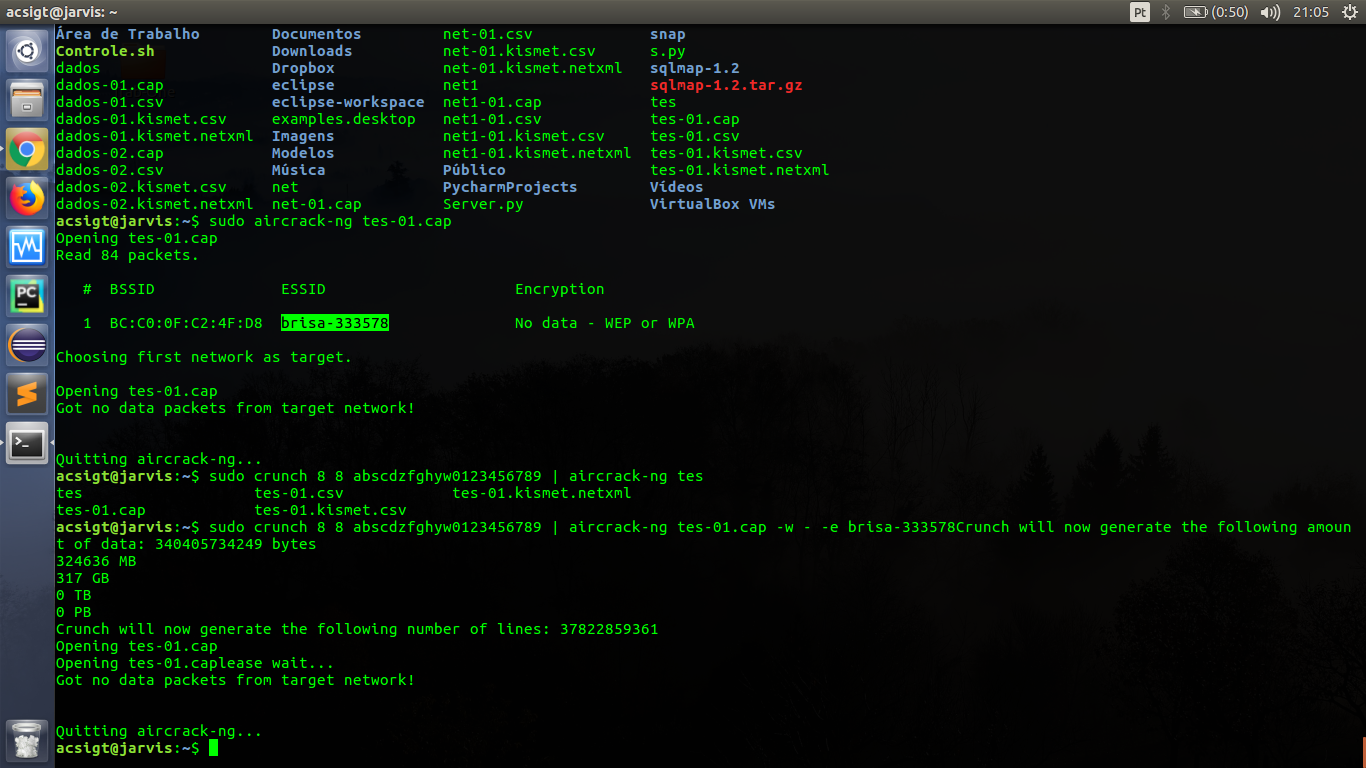 acsigt@jarvis: ~ Pt (0:50) 21:05
Área de Trabalho Documentos net-01.csv snap
Controle.sh Downloads net-01.kismet.csv s.py
dados Dropbox net-01.kismet.netxml sqlmap-1.2
dados-01.cap eclipse net1 sqlmap-1.2.tar.gz
dados-01.csv eclipse-workspace net1-01.cap tes
dados-01.kismet.csv examples.desktop net1-01.csv tes-01.cap
dados-01.kismet.netxml Imagens net1-01.kismet.csv tes-01.csv
dados-02.cap Modelos net1-01.kismet.netxml tes-01.kismet.csv
dados-02.csv Música Público tes-01.kismet.netxml
dados-02.kismet.csv net PycharmProjects Vídeos
dados-02.kismet.netxml net-01.cap Server.py VirtualBox VMs
acsigt@jarvis:~$ sudo aircrack-ng tes-01.cap
Opening tes-01.cap
Read 84 packets.
# BSSID ESSID Encryption
1 BC:C0:0F:C2:4F:D8 brisa-333578 No data - WEP or WPA
Choosing first network as target.
Opening tes-01.cap
Got no data packets from target network!
Quitting aircrack-ng...
acsigt@jarvis:~$ sudo crunch 8 8 abscdzfghyw0123456789 | aircrack-ng tes
tes tes-01.csv tes-01.kismet.netxml
tes-01.cap tes-01.kismet.csv
acsigt@jarvis:~$ sudo crunch 8 8 abscdzfghyw0123456789 | aircrack-ng tes-01.cap -w - -e brisa-333578Crunch will now generate the following amoun
t of data: 340405734249 bytes
324636 MB
317 GB
0 TB
0 PB
Crunch will now generate the following number of lines: 37822859361
Opening tes-01.cap
Opening tes-01.caplease wait...
Got no data packets from target network!
Quitting aircrack-ng...
acsigt@jarvis:~$
PC